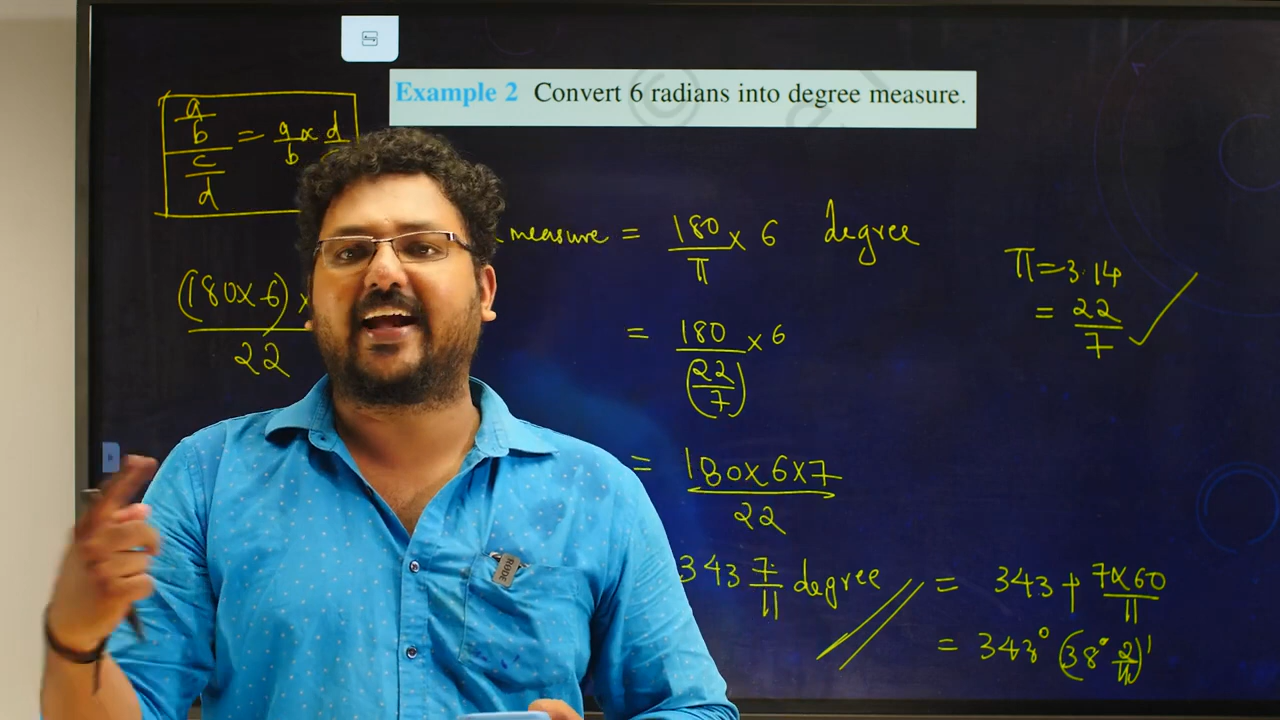 Example 2 Convert 6 radians into degree measure.
a/b / c/d = a/b × d
measure = 180/π × 6 degree
π = 3.14
= 22/7 ✓
(180×6) × / 22
= 180/(22/7) × 6
= 180×6×7 / 22
343 7/11 degree = 343 + 7×60/11
= 343° (38° 2/11)'
RODE